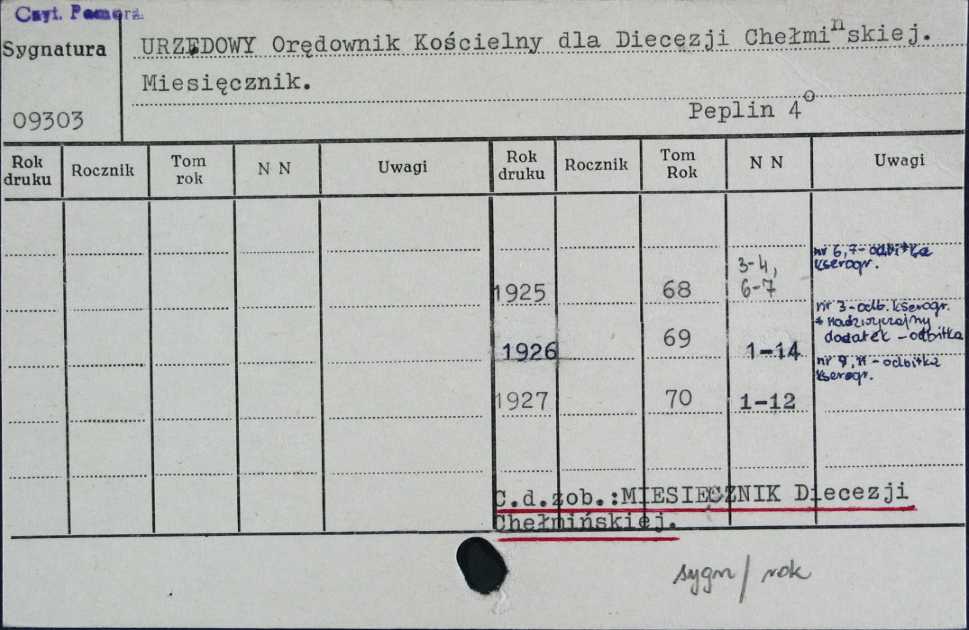 Czyt. Pomorz.
Sygnatura
URZĘDOWY Orędownik Kościelny dla Diecęzji Chełmińskiej.
Miesięcznik.
Peplin 4°
09303
Rok druku Rocznik Tom rok N N Uwagi Rok druku Rocznik Tom Rok N N Uwagi
1925 68 3-4, 6-7 nr 6,7-odbitka kserogr.
1926 69 1-14 nr 3-odb. kserogr. + nadzwyczajny dodatek - odbitka
1927 70 1-12 nr 9, 11 - odbitka kserogr.
C.d.zob.:MIESIĘCZNIK Diecezji
Chełmińskiej.
sygn / rok